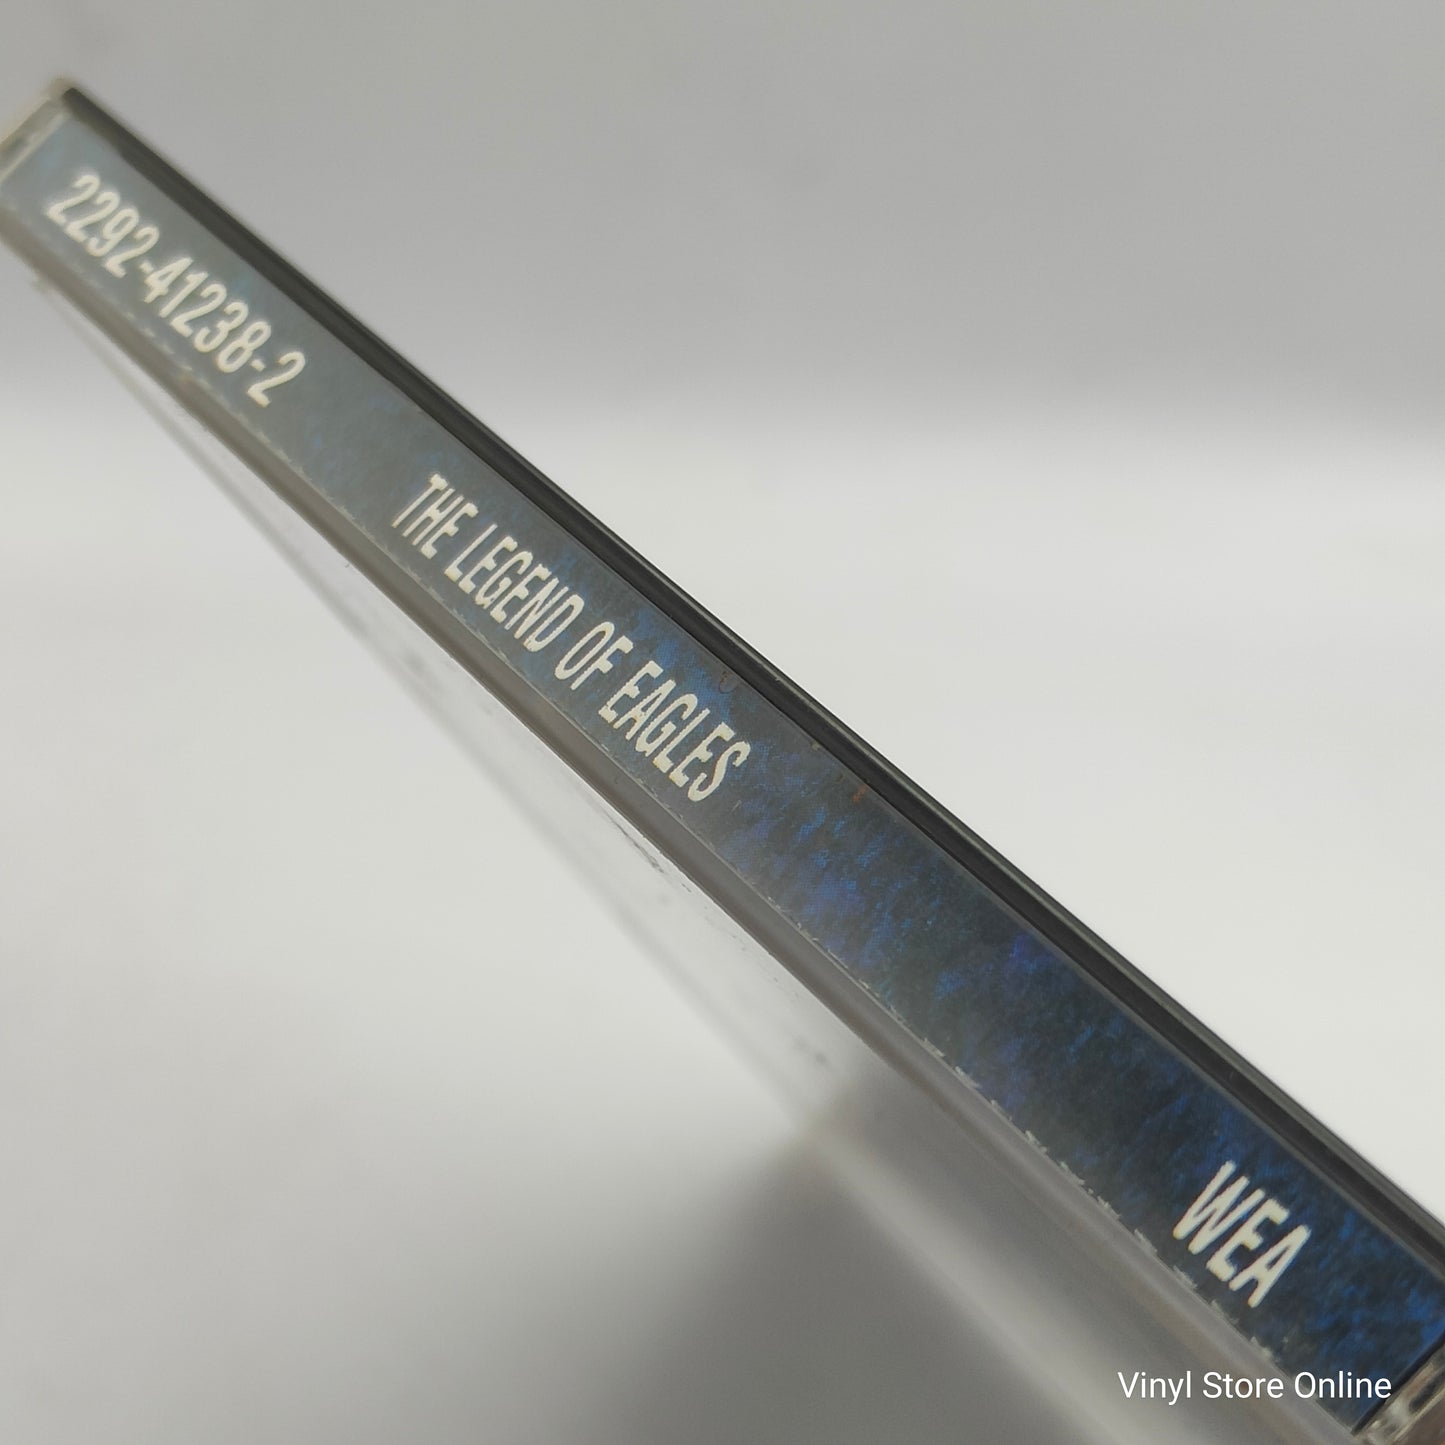 2292-41238-2
THE LEGEND OF EAGLES
WEA
Vinyl Store Online